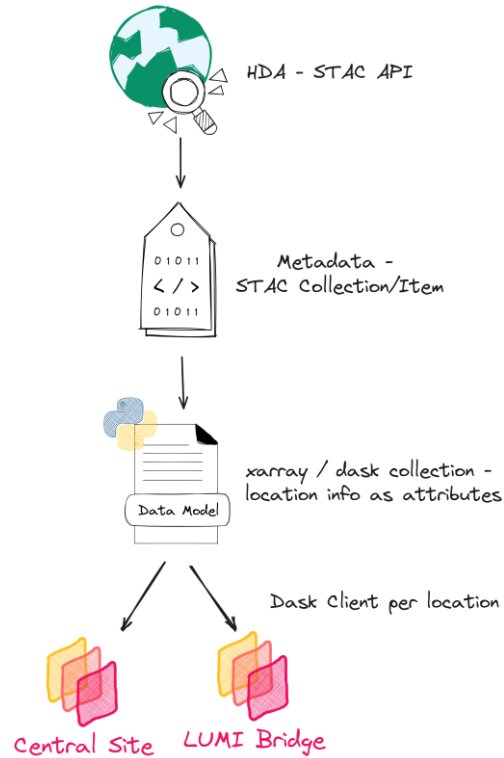 HDA - STAC API
01011
< / >
01011
Metadata -
STAC Collection/Item
xarray / dask collection -
location info as attributes
Data Model
Dask Client per location
Central Site
LUMI Bridge